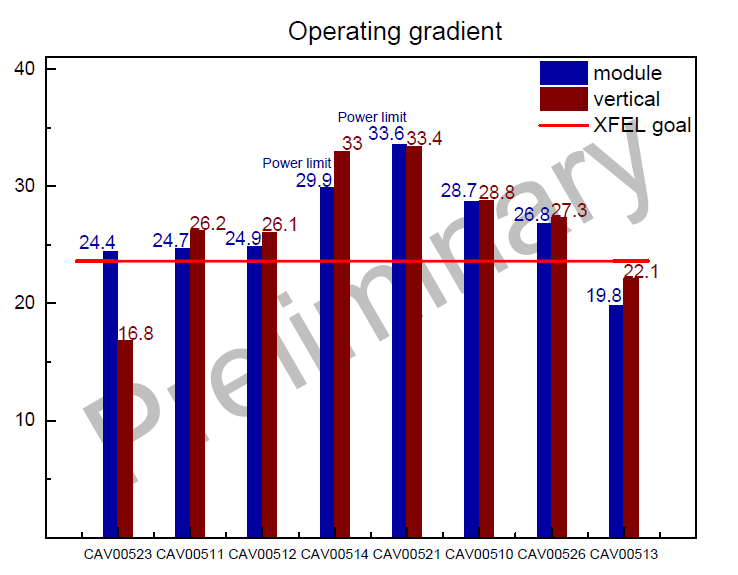 Operating gradient
40
30
20
10
module
vertical
XFEL goal
Power limit
Power limit
24.4
16.8
24.7
26.2
24.9
26.1
29.9
33
33.6
33.4
28.7
28.8
26.8
27.3
19.8
22.1
Preliminary
CAV00523 CAV00511 CAV00512 CAV00514 CAV00521 CAV00510 CAV00526 CAV00513